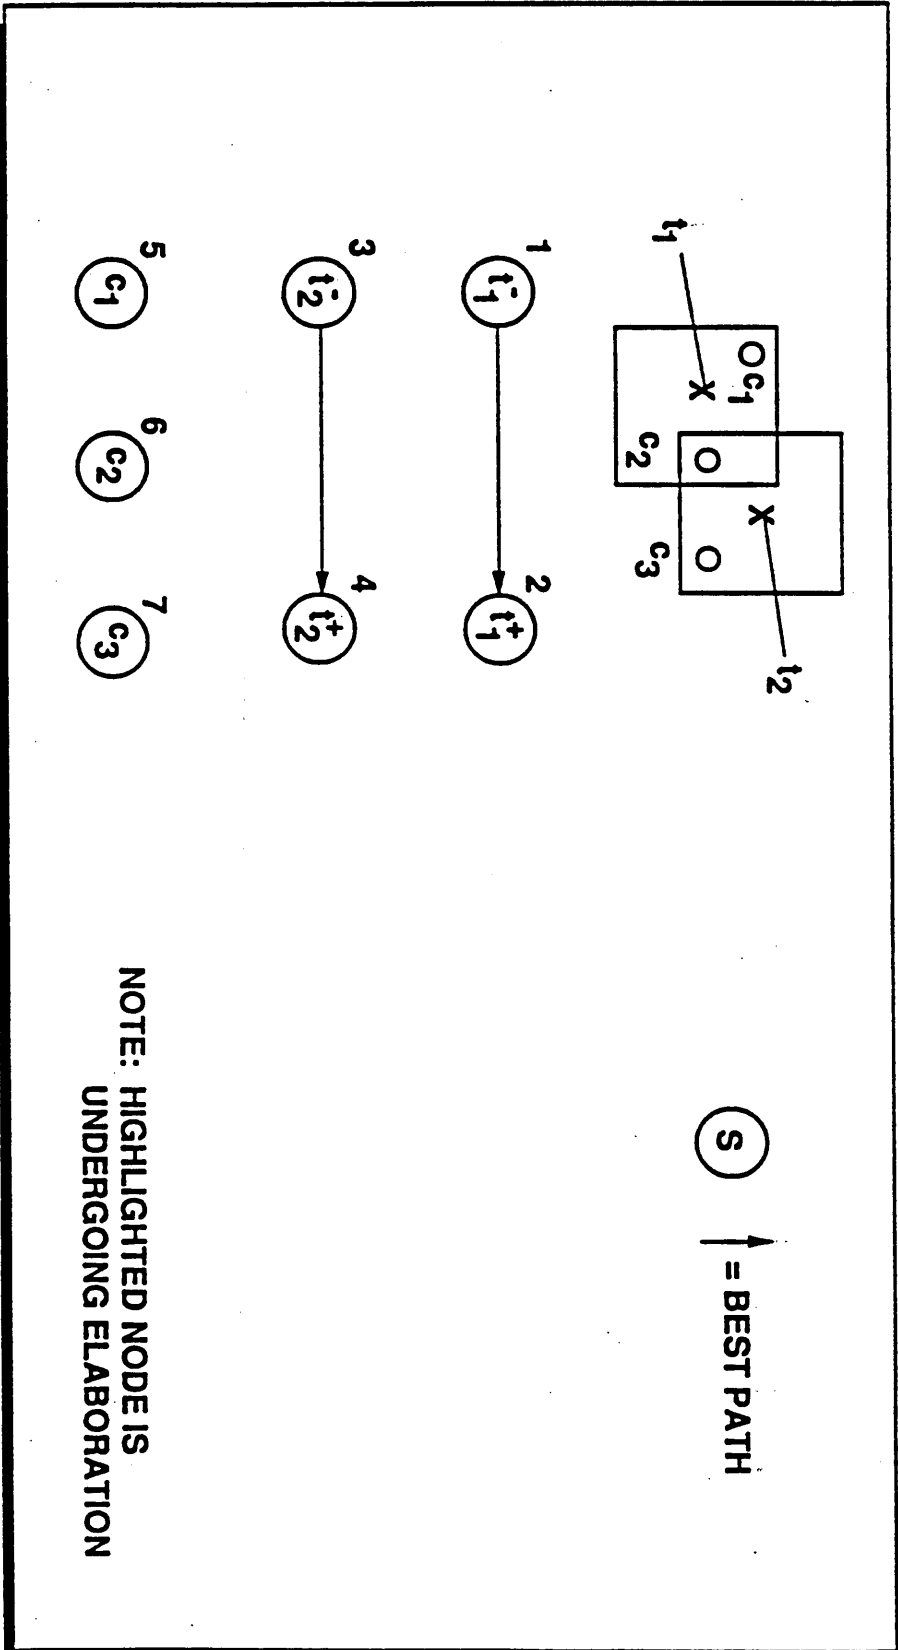 t₂
c₁
t₁
c₂ c₃
S = BEST PATH
1 2
t₁⁻ t₁⁺
3 4
t₂⁻ t₂⁺
5 6 7
c₁ c₂ c₃
NOTE: HIGHLIGHTED NODE IS
UNDERGOING ELABORATION